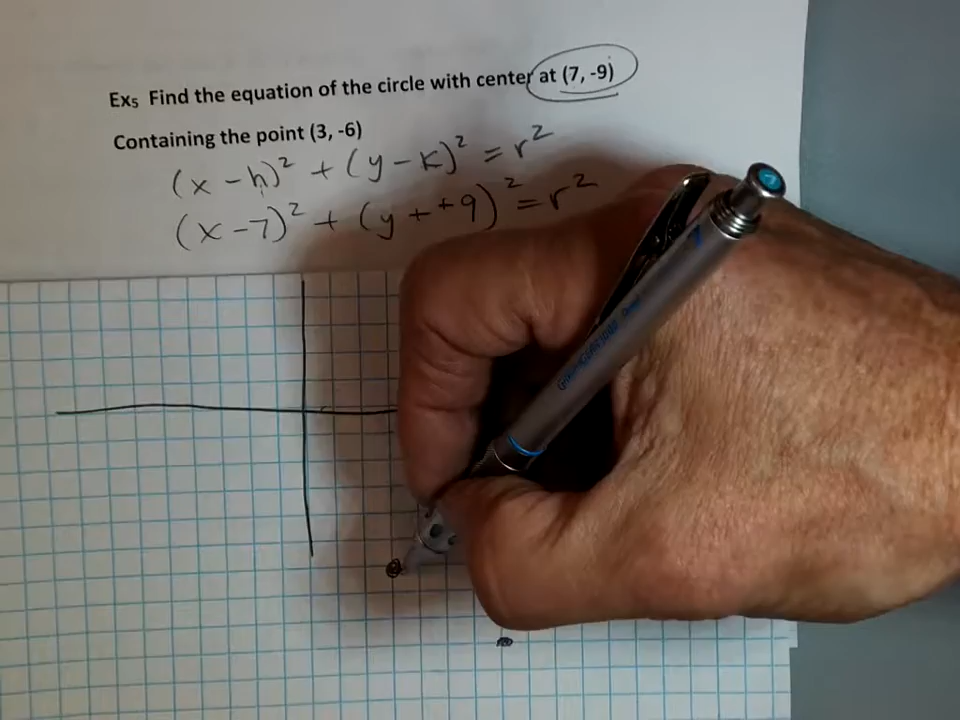 Ex5 Find the equation of the circle with center at (7, -9)
Containing the point (3, -6)
(x - h)² + (y - k)² = r²
(x - 7)² + (y + +9)² = r²